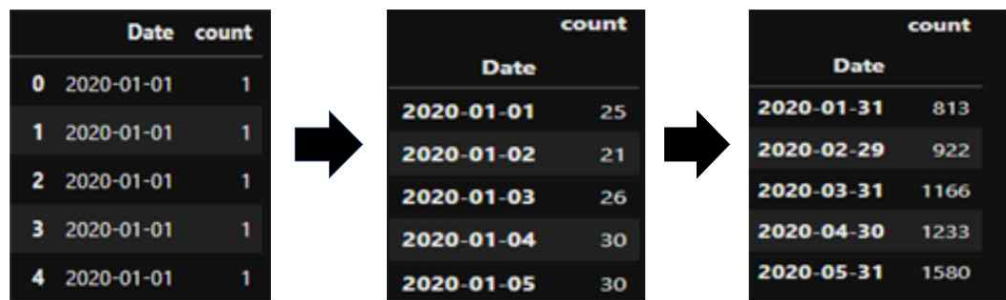 Date count
0 2020-01-01 1
1 2020-01-01 1
2 2020-01-01 1
3 2020-01-01 1
4 2020-01-01 1
count
Date
2020-01-01 25
2020-01-02 21
2020-01-03 26
2020-01-04 30
2020-01-05 30
count
Date
2020-01-31 813
2020-02-29 922
2020-03-31 1166
2020-04-30 1233
2020-05-31 1580